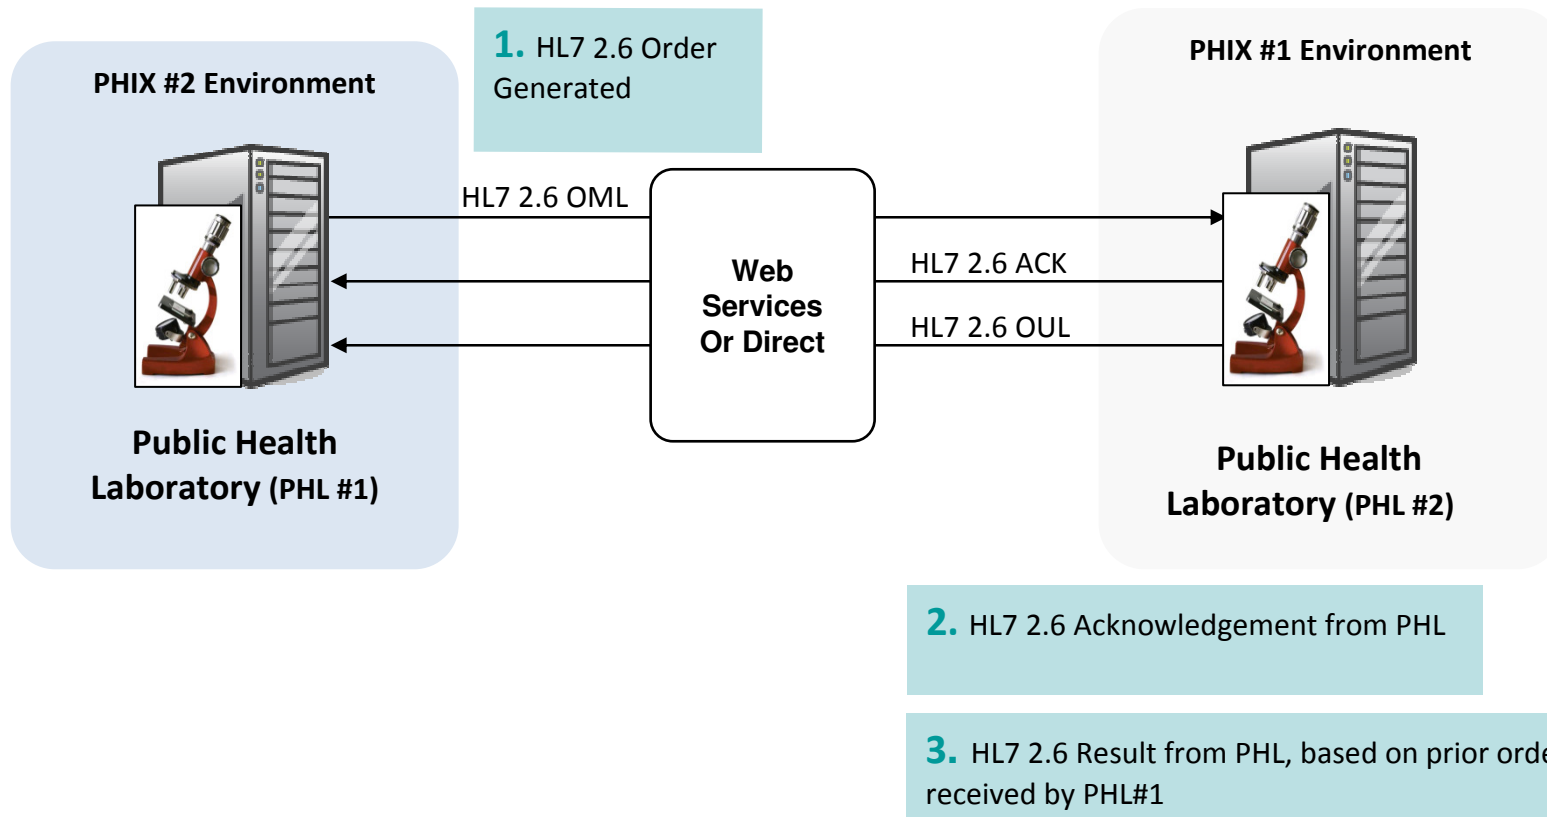 1. HL7 2.6 Order
Generated
PHIX #2 Environment
PHIX #1 Environment
HL7 2.6 OML
HL7 2.6 ACK
HL7 2.6 OUL
Web
Services
Or Direct
Public Health
Laboratory (PHL #1)
Public Health
Laboratory (PHL #2)
2. HL7 2.6 Acknowledgement from PHL
3. HL7 2.6 Result from PHL, based on prior orde
received by PHL#1